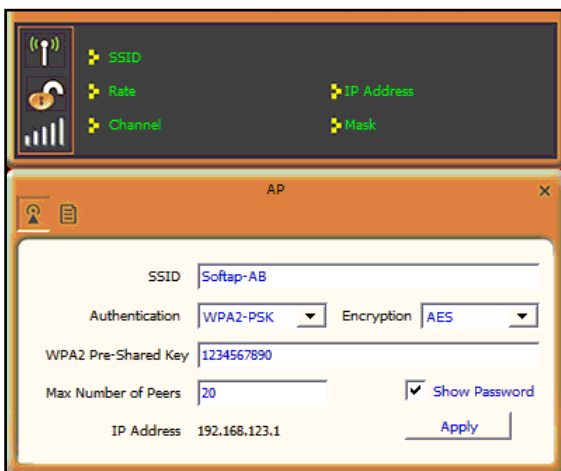 SSID
Rate IP Address
Channel Mask
AP
SSID Softap-AB
Authentication WPA2-PSK Encryption AES
WPA2 Pre-Shared Key 1234567890
Max Number of Peers 20 Show Password
IP Address 192.168.123.1 Apply